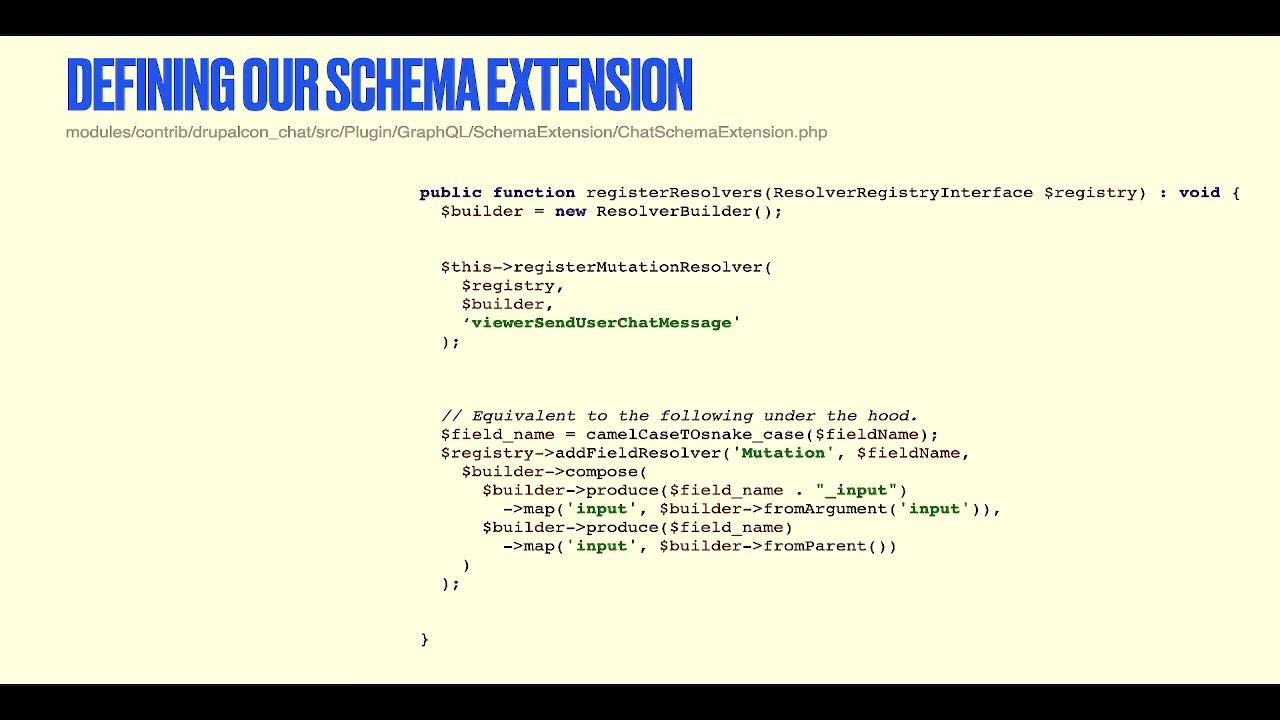 DEFINING OUR SCHEMA EXTENSION
modules/contrib/drupalcon_chat/src/Plugin/GraphQL/SchemaExtension/ChatSchemaExtension.php
public function registerResolvers(ResolverRegistryInterface $registry) : void {
  $builder = new ResolverBuilder();
  $this->registerMutationResolver(
    $registry,
    $builder,
    ‘viewerSendUserChatMessage'
  );
  // Equivalent to the following under the hood.
  $field_name = camelCaseTOsnake_case($fieldName);
  $registry->addFieldResolver('Mutation', $fieldName,
    $builder->compose(
      $builder->produce($field_name . "_input")
        ->map('input', $builder->fromArgument('input')),
      $builder->produce($field_name)
        ->map('input', $builder->fromParent())
    )
  );
}